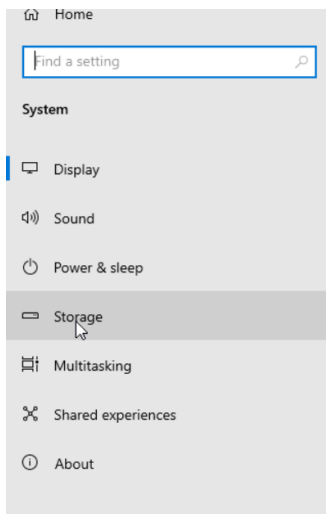 Home
Find a setting
System
Display
Sound
Power & sleep
Storage
Multitasking
Shared experiences
About